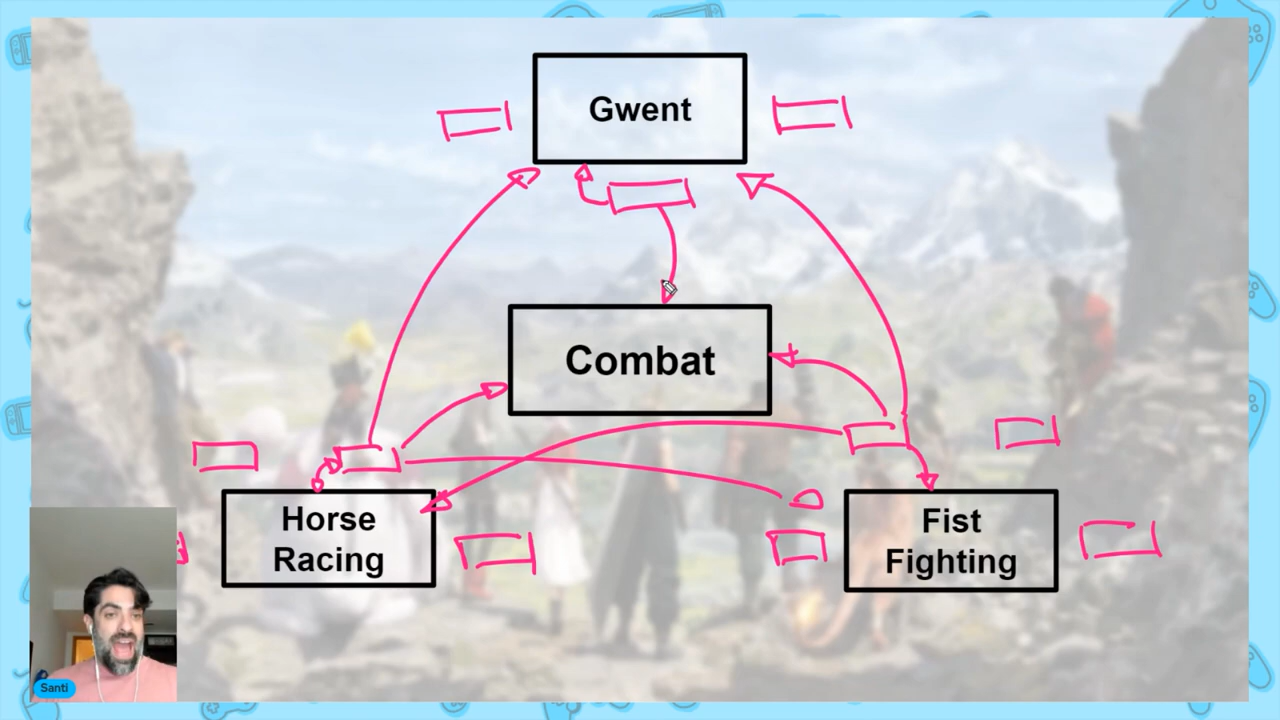 Gwent
Combat
Horse
Racing
Fist
Fighting
Santi